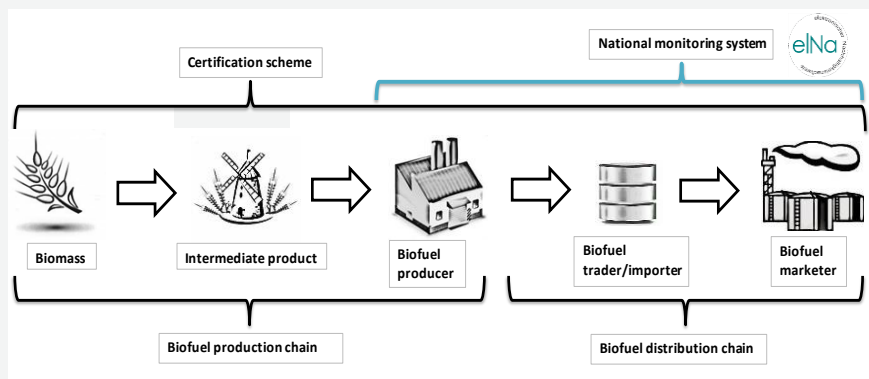 National monitoring system
elNa
Certification scheme
Biomass
Intermediate product
Biofuel
producer
Biofuel
trader/importer
Biofuel
marketer
Biofuel production chain
Biofuel distribution chain